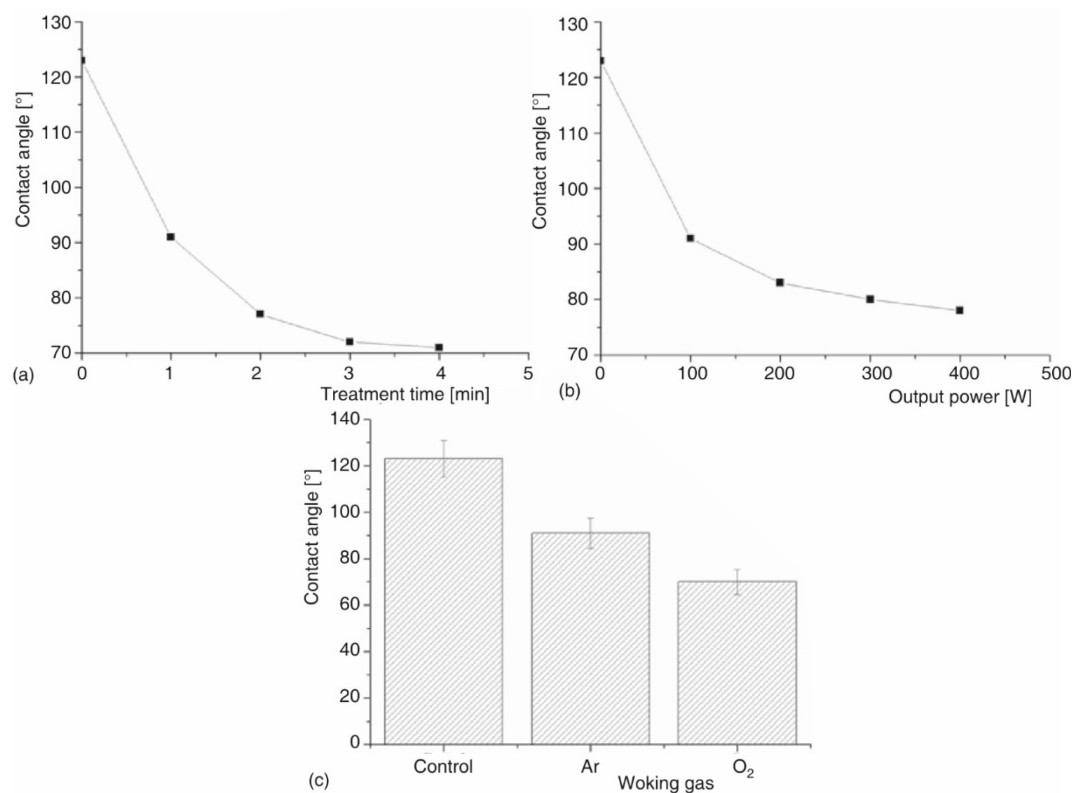 130
120
110
100
90
80
70
Contact angle [°]
0
1
2
3
4
5
Treatment time [min]
(a)
130
120
110
100
90
80
70
Contact angle [°]
0
100
200
300
400
500
Output power [W]
(b)
140
120
100
80
60
40
20
0
Contact angle [°]
Control
Ar
O₂
Woking gas
(c)